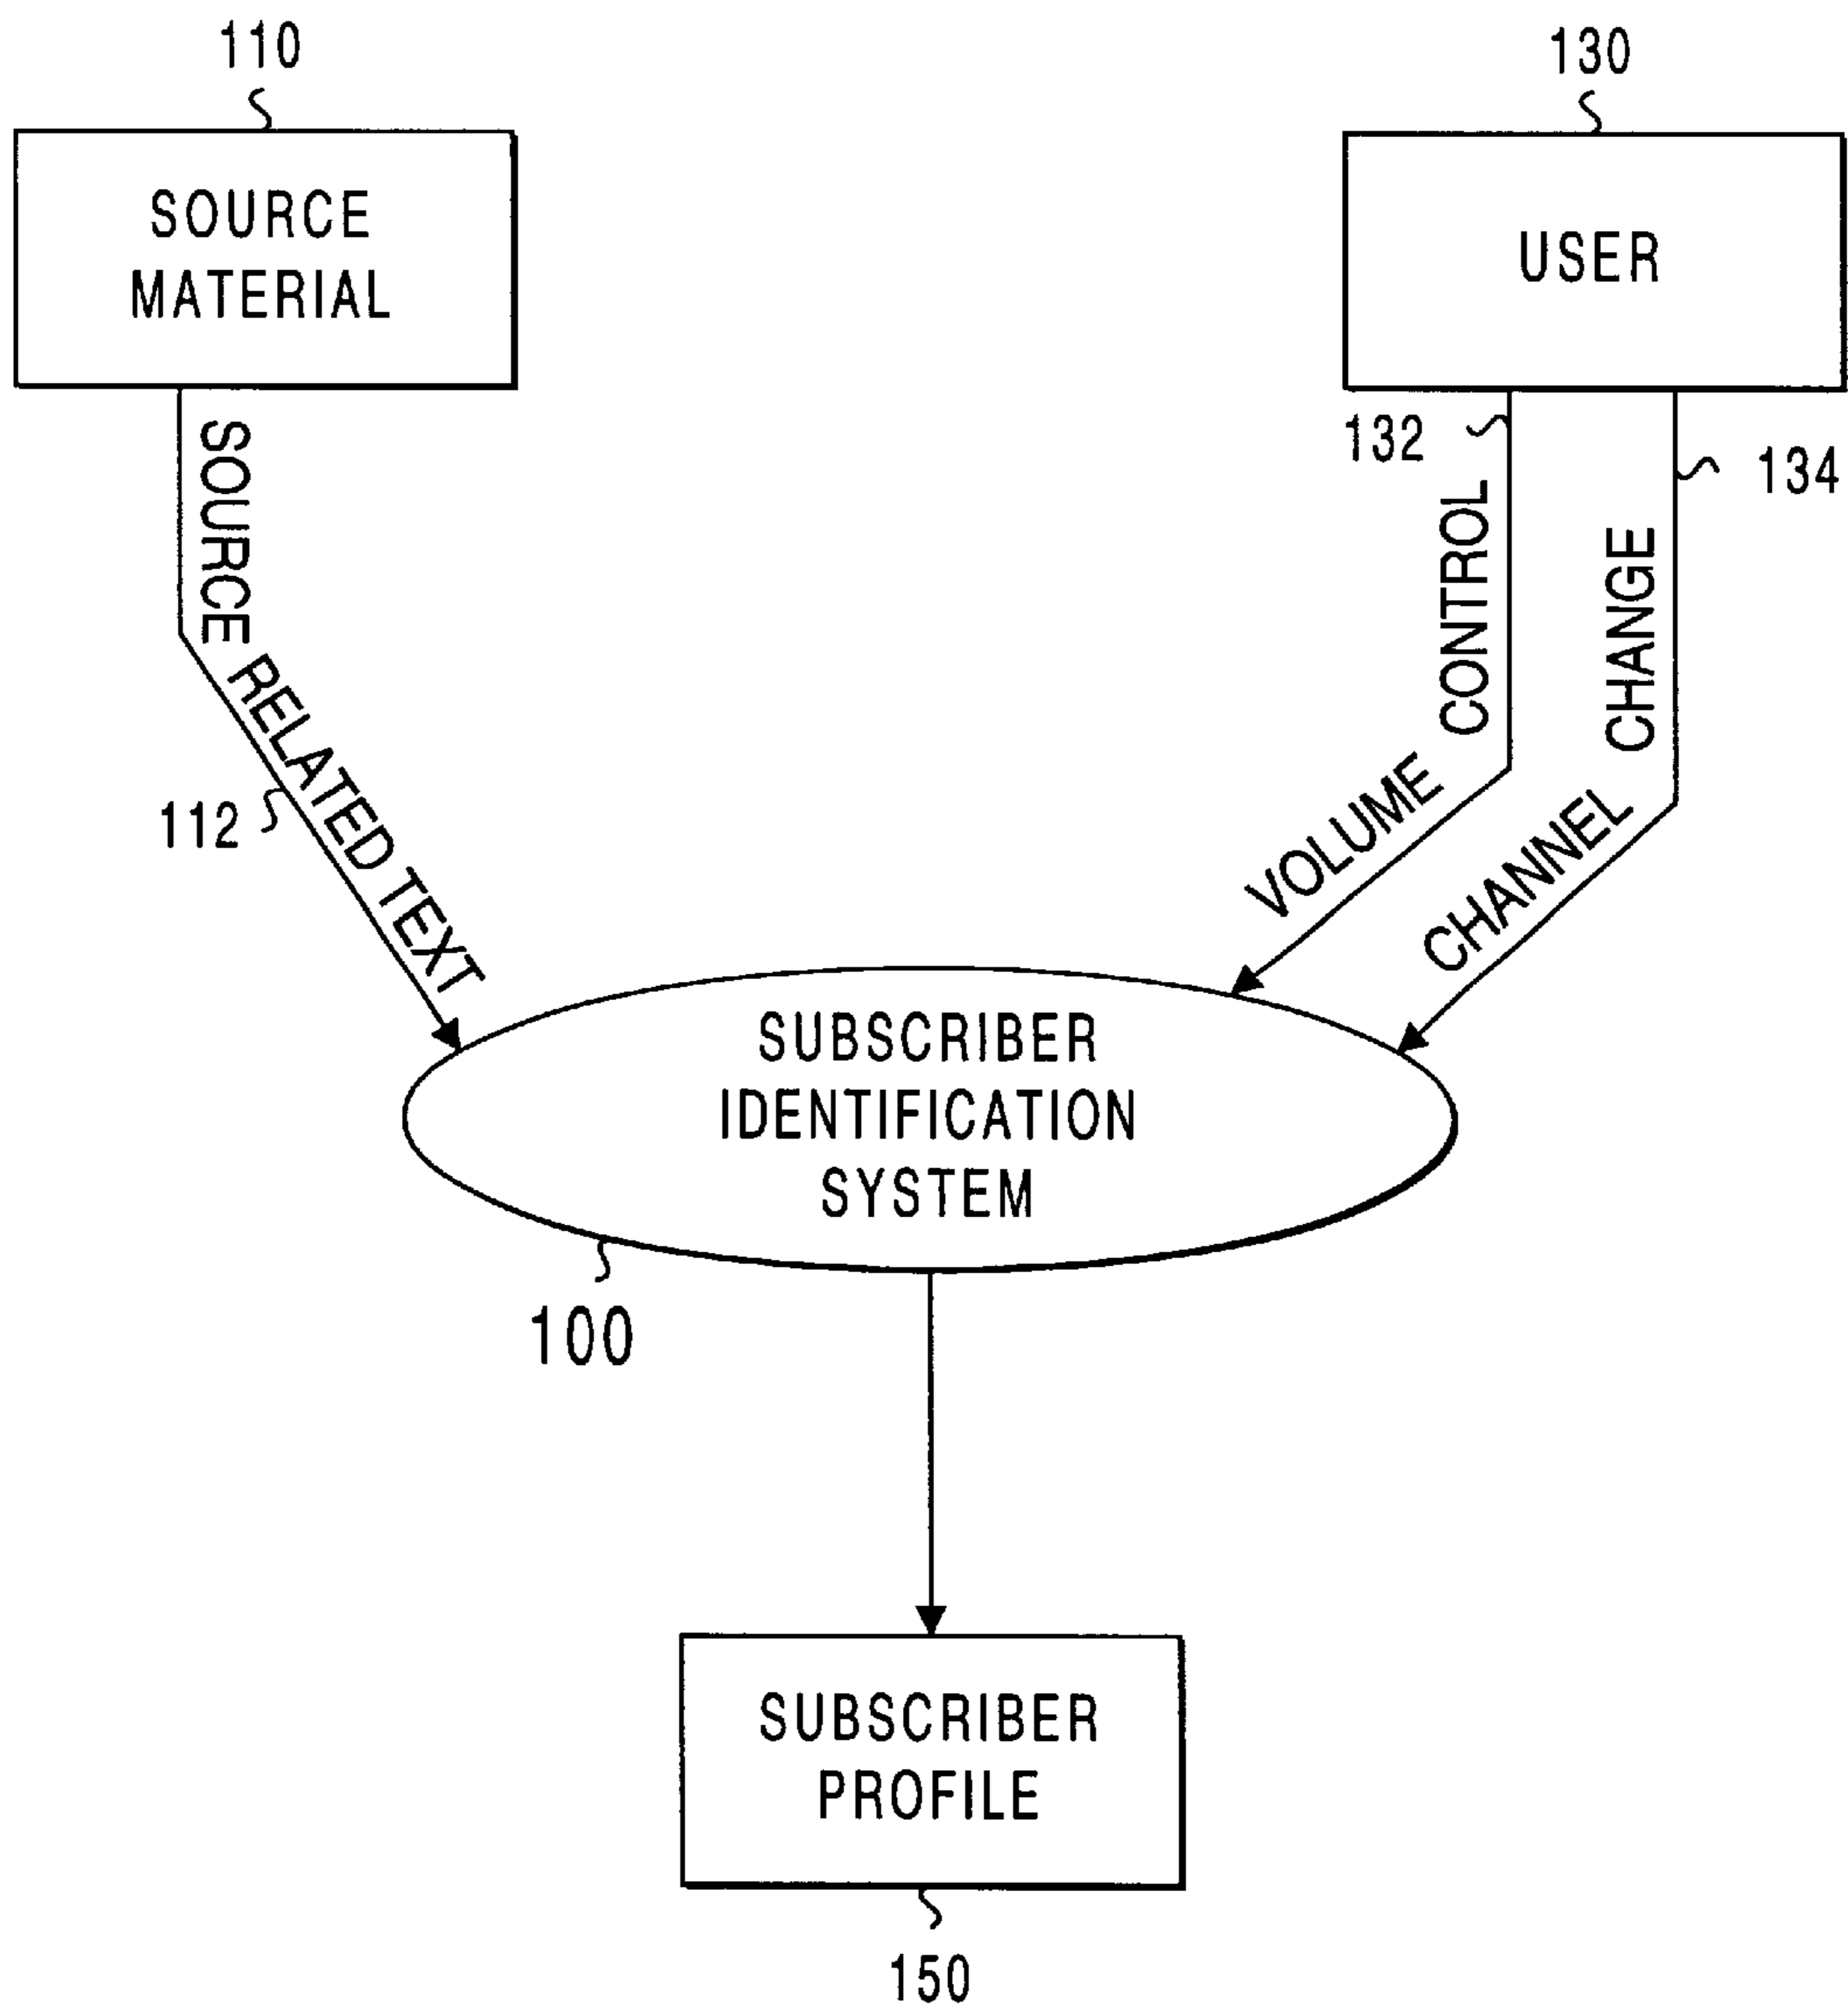 110
130
SOURCE
MATERIAL
USER
132
134
SOURCE RELATED TEXT
112
VOLUME CONTROL
CHANNEL CHANGE
SUBSCRIBER
IDENTIFICATION
SYSTEM
100
SUBSCRIBER
PROFILE
150